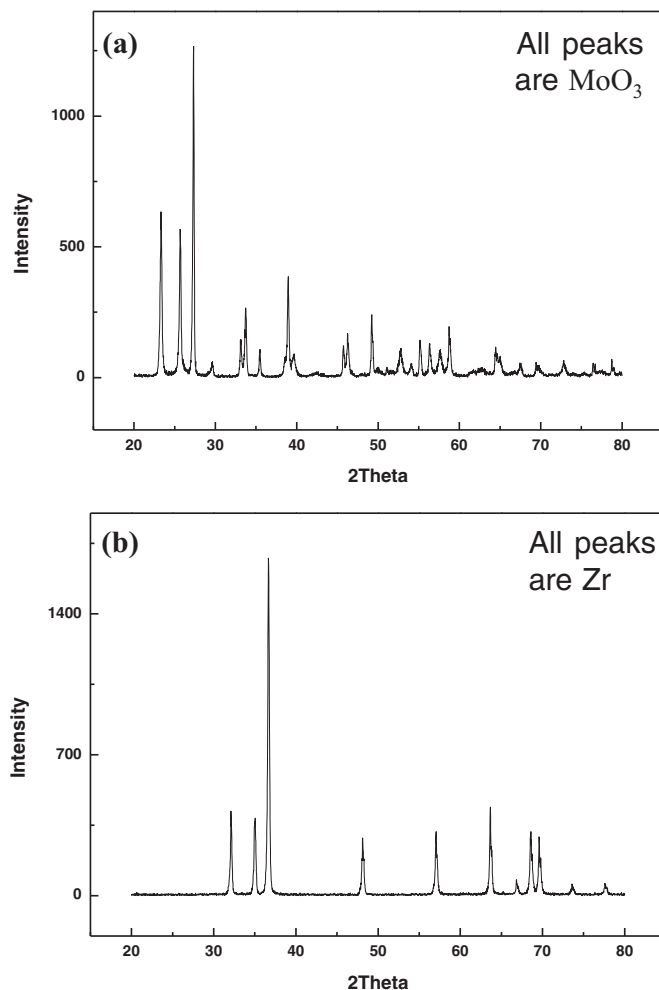 (a)
All peaks
are MoO₃
1000
500
0
Intensity
20 30 40 50 60 70 80
2Theta
(b)
All peaks
are Zr
1400
700
0
Intensity
20 30 40 50 60 70 80
2Theta